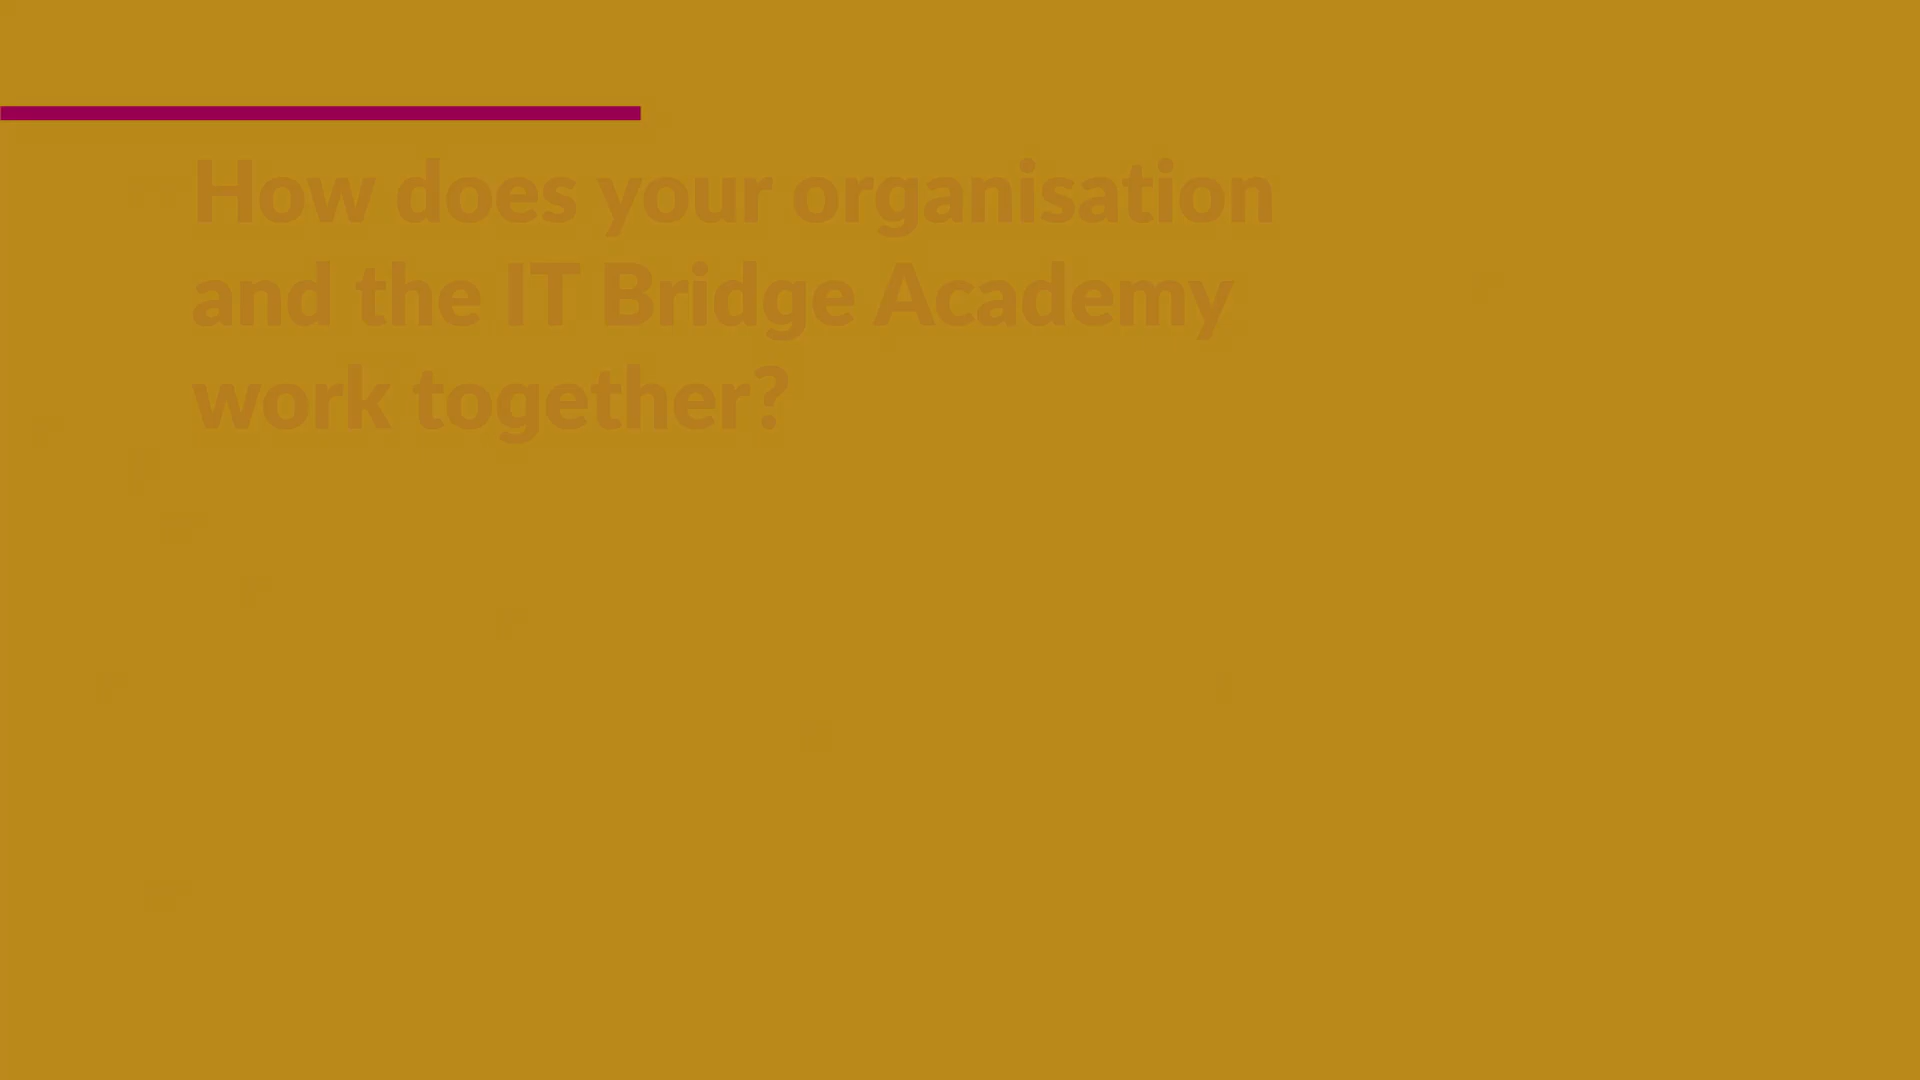 How does your organisation
and the IT Bridge Academy
work together?